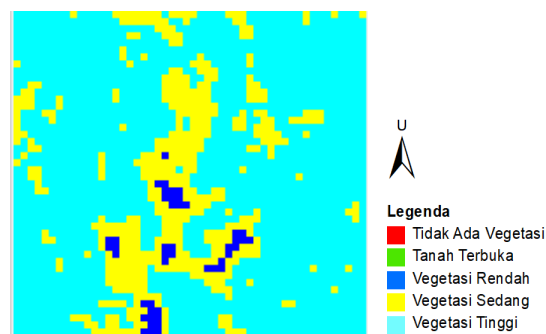 U
Legenda
Tidak Ada Vegetasi
Tanah Terbuka
Vegetasi Rendah
Vegetasi Sedang
Vegetasi Tinggi